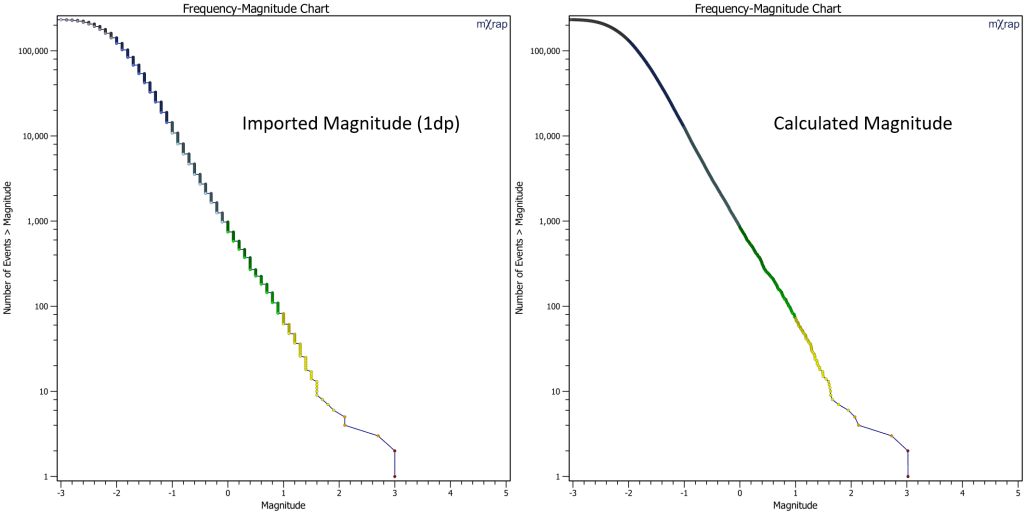 Frequency-Magnitude Chart
mXrap
100,000
10,000
1,000
100
10
1
Number of Events > Magnitude
Imported Magnitude (1dp)
-3 -2 -1 0 1 2 3 4 5
Magnitude
Frequency-Magnitude Chart
mXrap
100,000
10,000
1,000
100
10
1
Number of Events > Magnitude
Calculated Magnitude
-3 -2 -1 0 1 2 3 4 5
Magnitude